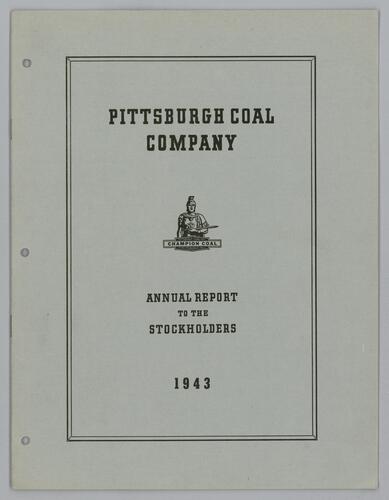 PITTSBURGH COAL
COMPANY
CHAMPION COAL
ANNUAL REPORT
TO THE
STOCKHOLDERS
1943